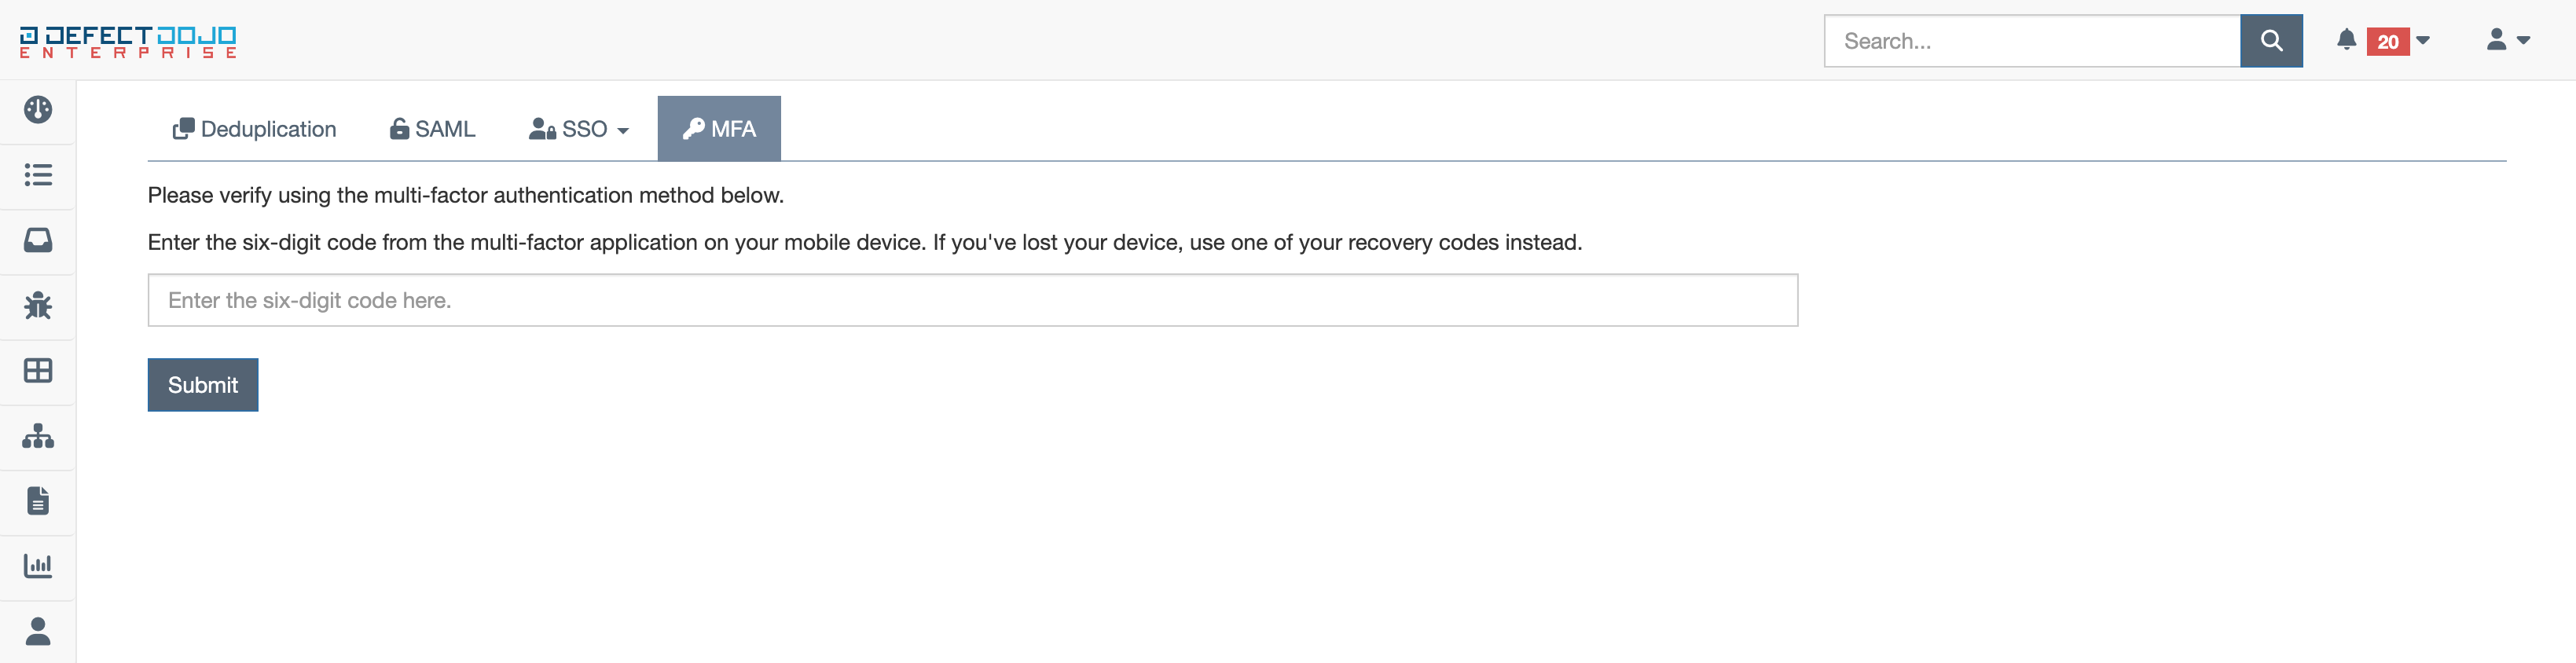 DEFECTDOJO
ENTERPRISE
Search...
20
Deduplication
SAML
SSO
MFA
Please verify using the multi-factor authentication method below.
Enter the six-digit code from the multi-factor application on your mobile device. If you've lost your device, use one of your recovery codes instead.
Enter the six-digit code here.
Submit